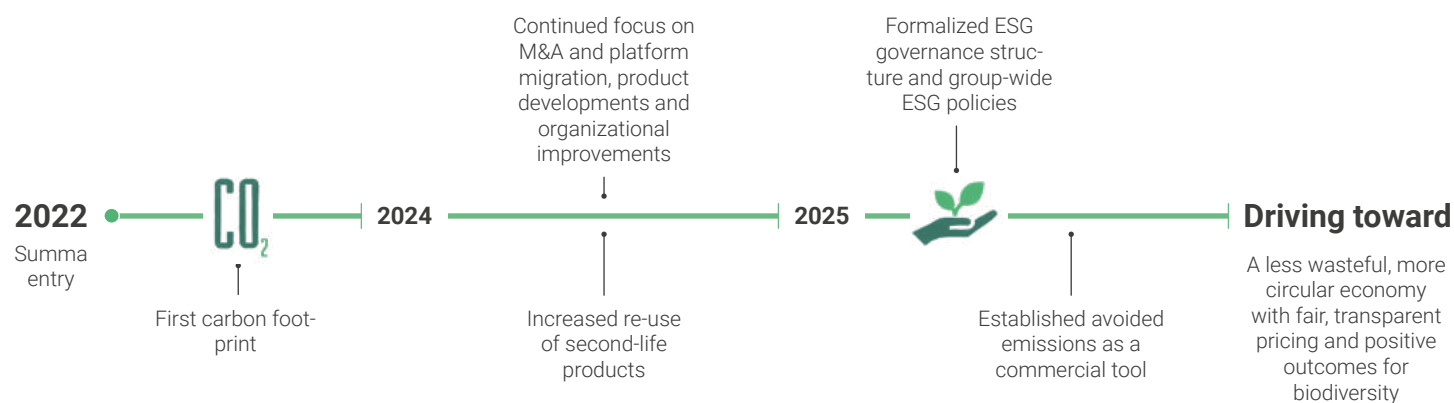 2022
Summa
entry
CO2
First carbon foot-
print
2024
Continued focus on
M&A and platform
migration, product
developments and
organizational
improvements
Increased re-use
of second-life
products
2025
Formalized ESG
governance struc-
ture and group-wide
ESG policies
Established avoided
emissions as a
commercial tool
Driving toward
A less wasteful, more
circular economy
with fair, transparent
pricing and positive
outcomes for
biodiversity